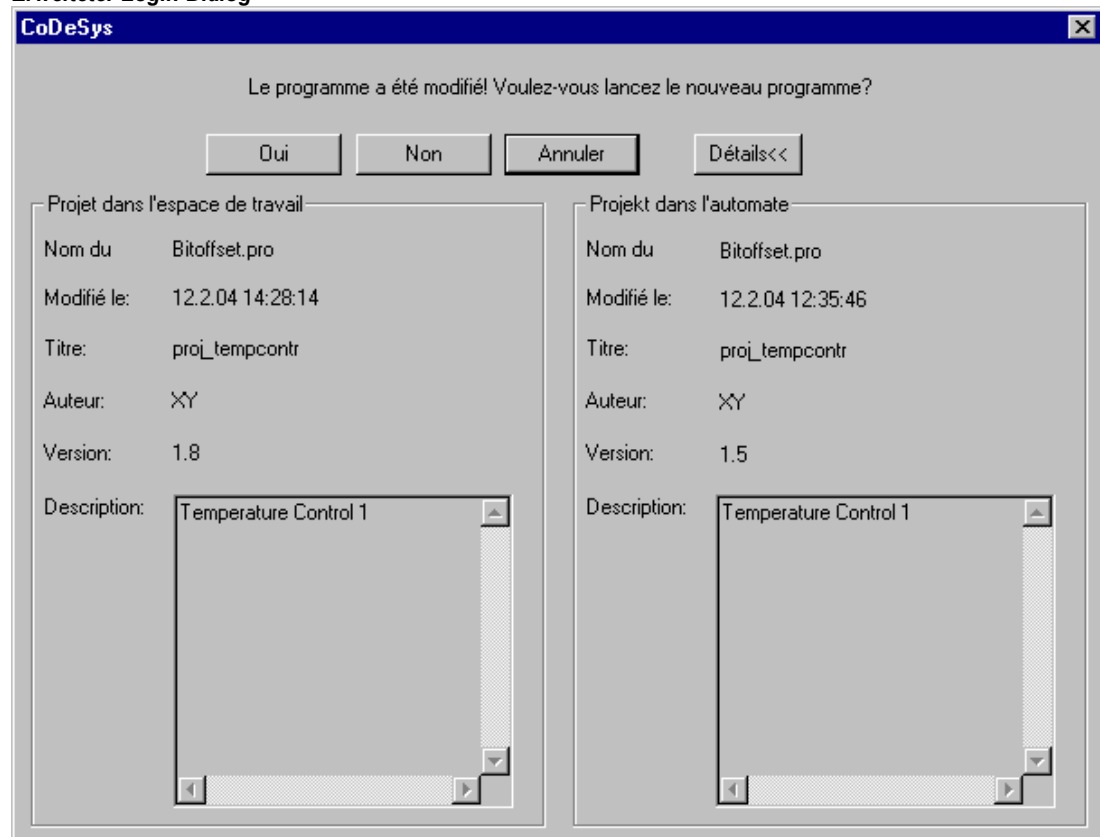 Erweiteter Login-Dialog
CoDeSys
Le programme a été modifié! Voulez-vous lancez le nouveau programme?
Oui
Non
Annuler
Détails<<
Projet dans l'espace de travail
Nom du Bitoffset.pro
Modifié le: 12.2.04 14:28:14
Titre: proj_tempcontr
Auteur: XY
Version: 1.8
Description: Temperature Control 1
Projekt dans l'automate
Nom du Bitoffset.pro
Modifié le: 12.2.04 12:35:46
Titre: proj_tempcontr
Auteur: XY
Version: 1.5
Description: Temperature Control 1